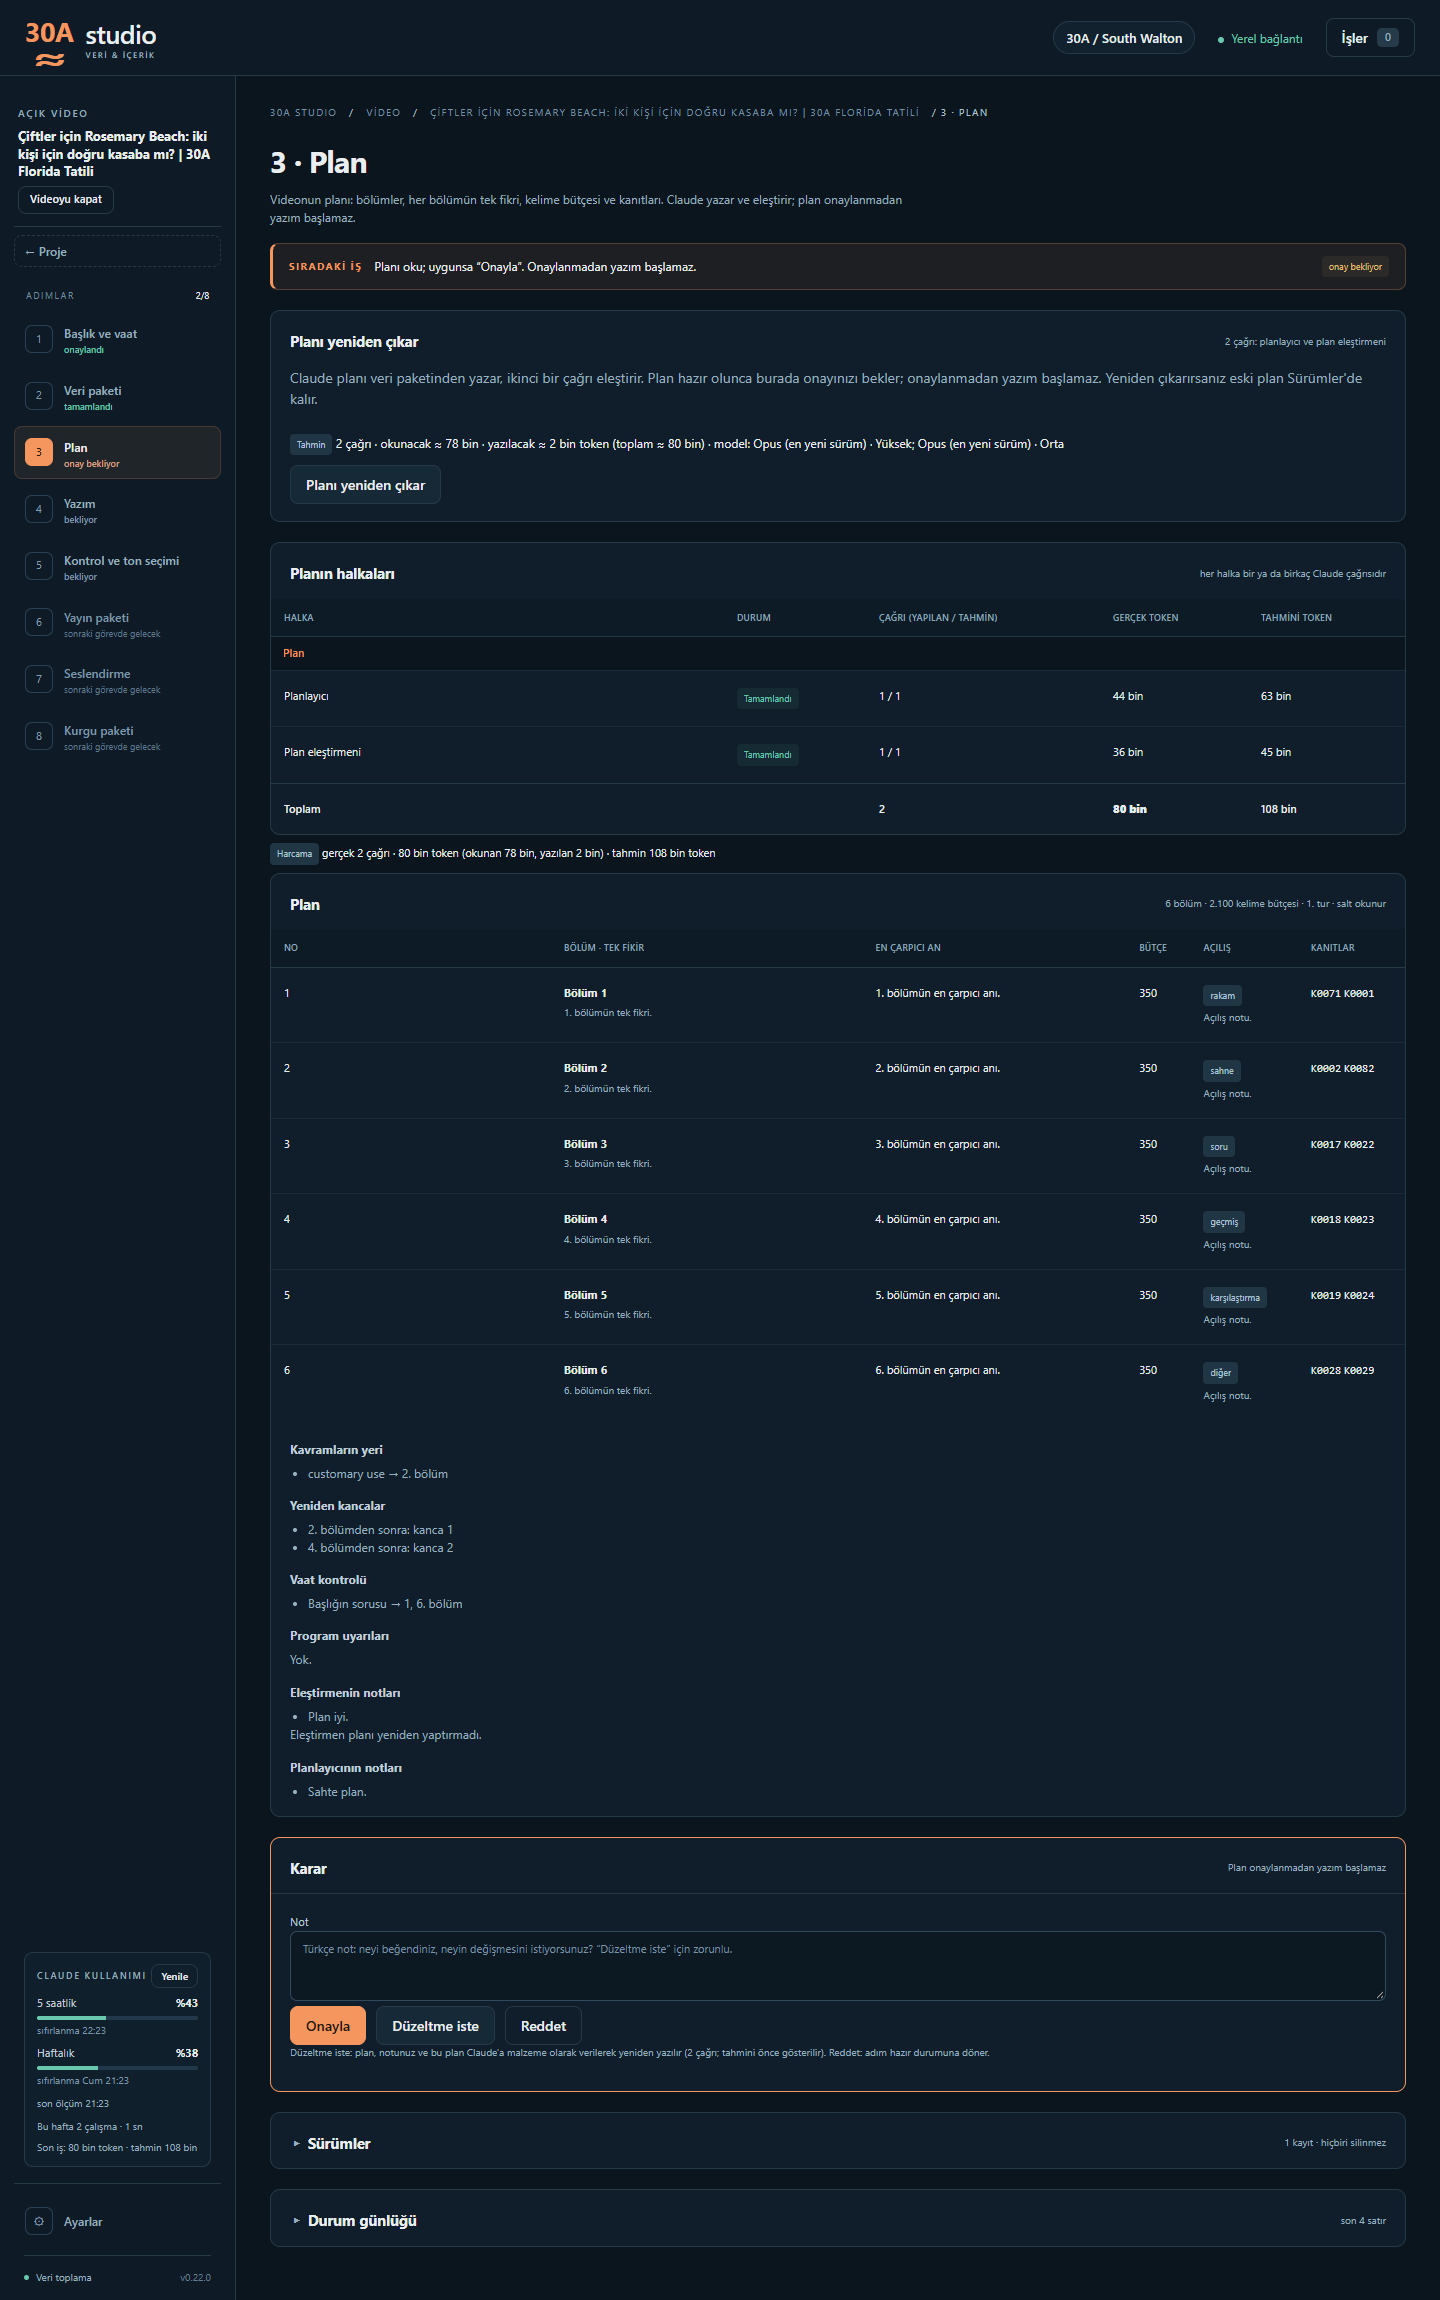 30A studio
VERİ & İÇERİK
30A / South Walton
Yerel bağlantı
İşler 0
AÇIK VİDEO
Çiftler için Rosemary Beach: iki
kişi için doğru kasaba mı? | 30A
Florida Tatili
Videoyu kapat
← Proje
ADIMLAR 2/8
1 Başlık ve vaat
onaylandı
2 Veri paketi
tamamlandı
3 Plan
onay bekliyor
4 Yazım
bekliyor
5 Kontrol ve ton seçimi
bekliyor
6 Yayın paketi
sonraki görevde gelecek
7 Seslendirme
sonraki görevde gelecek
8 Kurgu paketi
sonraki görevde gelecek
CLAUDE KULLANIMI Yenile
5 saatlik %43
sıfırlanma 22:23
Haftalık %38
sıfırlanma Cum 21:23
son ölçüm 21:23
Bu hafta 2 çalışma · 1 sn
Son iş: 80 bin token · tahmin 108 bin
Ayarlar
Veri toplama v0.22.0
30A STUDIO / VİDEO / ÇİFTLER İÇİN ROSEMARY BEACH: İKİ KİŞİ İÇİN DOĞRU KASABA MI? | 30A FLORİDA TATİLİ / 3 · PLAN
3 · Plan
Videonun planı: bölümler, her bölümün tek fikri, kelime bütçesi ve kanıtları. Claude yazar ve eleştirir; plan onaylanmadan
yazım başlamaz.
SIRADAKİ İŞ Planı oku; uygunsa “Onayla”. Onaylanmadan yazım başlamaz. onay bekliyor
Planı yeniden çıkar 2 çağrı: planlayıcı ve plan eleştirmeni
Claude planı veri paketinden yazar, ikinci bir çağrı eleştirir. Plan hazır olunca burada onayınızı bekler; onaylanmadan yazım başlamaz. Yeniden çıkarırsanız eski plan Sürümler'de
kalır.
Tahmin 2 çağrı · okunacak ≈ 78 bin · yazılacak ≈ 2 bin token (toplam ≈ 80 bin) · model: Opus (en yeni sürüm) · Yüksek; Opus (en yeni sürüm) · Orta
Planı yeniden çıkar
Planın halkaları her halka bir ya da birkaç Claude çağrısıdır
HALKA DURUM ÇAĞRI (YAPILAN / TAHMİN) GERÇEK TOKEN TAHMİNİ TOKEN
Plan
Planlayıcı Tamamlandı 1 / 1 44 bin 63 bin
Plan eleştirmeni Tamamlandı 1 / 1 36 bin 45 bin
Toplam 2 80 bin 108 bin
Harcama gerçek 2 çağrı · 80 bin token (okunan 78 bin, yazılan 2 bin) · tahmin 108 bin token
Plan 6 bölüm · 2.100 kelime bütçesi · 1. tur · salt okunur
NO BÖLÜM · TEK FİKİR EN ÇARPICI AN BÜTÇE AÇILIŞ KANITLAR
1 Bölüm 1 1. bölümün en çarpıcı anı. 350 rakam K0071 K0001
1. bölümün tek fikri. Açılış notu.
2 Bölüm 2 2. bölümün en çarpıcı anı. 350 sahne K0002 K0082
2. bölümün tek fikri. Açılış notu.
3 Bölüm 3 3. bölümün en çarpıcı anı. 350 soru K0017 K0022
3. bölümün tek fikri. Açılış notu.
4 Bölüm 4 4. bölümün en çarpıcı anı. 350 geçmiş K0018 K0023
4. bölümün tek fikri. Açılış notu.
5 Bölüm 5 5. bölümün en çarpıcı anı. 350 karşılaştırma K0019 K0024
5. bölümün tek fikri. Açılış notu.
6 Bölüm 6 6. bölümün en çarpıcı anı. 350 diğer K0028 K0029
6. bölümün tek fikri. Açılış notu.
Kavramların yeri
• customary use → 2. bölüm
Yeniden kancalar
• 2. bölümden sonra: kanca 1
• 4. bölümden sonra: kanca 2
Vaat kontrolü
• Başlığın sorusu → 1, 6. bölüm
Program uyarıları
Yok.
Eleştirmenin notları
• Plan iyi.
Eleştirmen planı yeniden yaptırmadı.
Planlayıcının notları
• Sahte plan.
Karar Plan onaylanmadan yazım başlamaz
Not
Türkçe not: neyi beğendiniz, neyin değişmesini istiyorsunuz? “Düzeltme iste” için zorunlu.
Onayla Düzeltme iste Reddet
Düzeltme iste: plan, notunuz ve bu plan Claude'a malzeme olarak verilerek yeniden yazılır (2 çağrı; tahmini önce gösterilir). Reddet: adım hazır durumuna döner.
Sürümler 1 kayıt · hiçbiri silinmez
Durum günlüğü son 4 satır